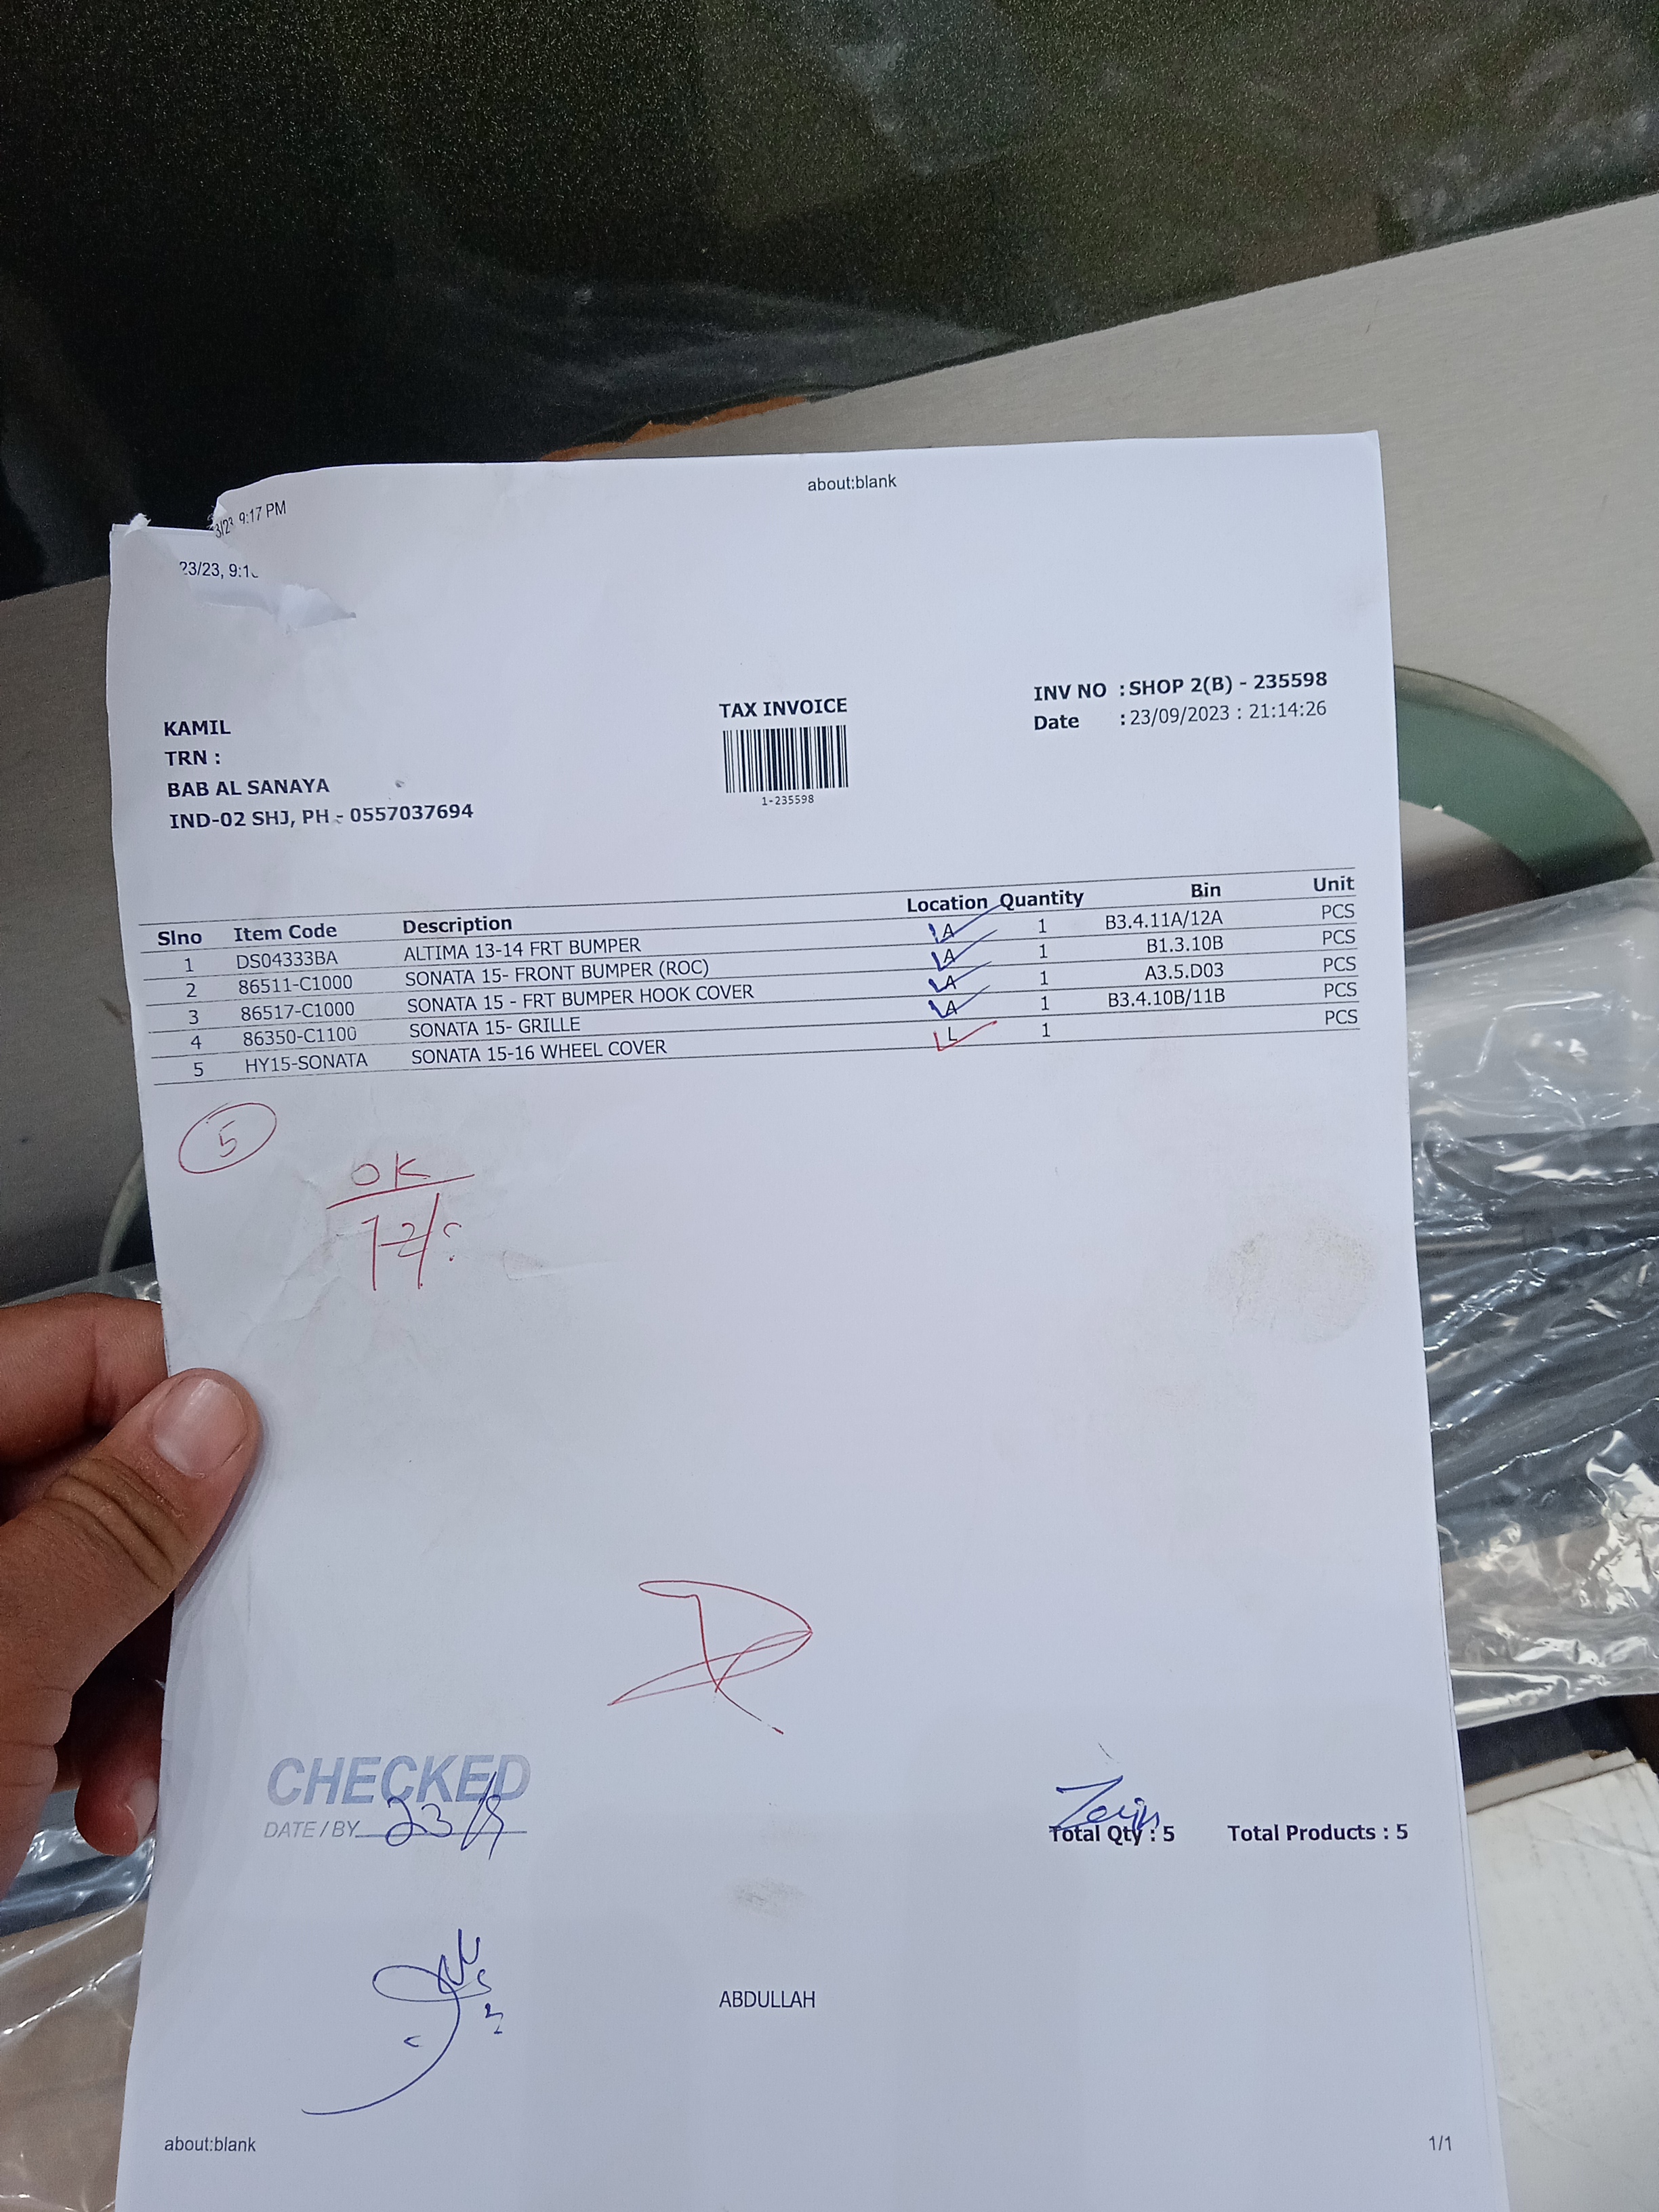 about:blank
3/23 9:17 PM
23/23, 9:1
KAMIL
TRN :
BAB AL SANAYA
IND-02 SHJ, PH - 0557037694
TAX INVOICE
1-235598
INV NO : SHOP 2(B) - 235598
Date : 23/09/2023 : 21:14:26
Slno Item Code Description Location Quantity Bin Unit
1 DS04333BA ALTIMA 13-14 FRT BUMPER A 1 B3.4.11A/12A PCS
2 86511-C1000 SONATA 15- FRONT BUMPER (ROC) A 1 B1.3.10B PCS
3 86517-C1000 SONATA 15 - FRT BUMPER HOOK COVER A 1 A3.5.D03 PCS
4 86350-C1100 SONATA 15- GRILLE A 1 B3.4.10B/11B PCS
5 HY15-SONATA SONATA 15-16 WHEEL COVER L 1 PCS
5
OK
CHECKED
DATE / BY 23/9
Zain
Total Qty : 5 Total Products : 5
ABDULLAH
about:blank 1/1